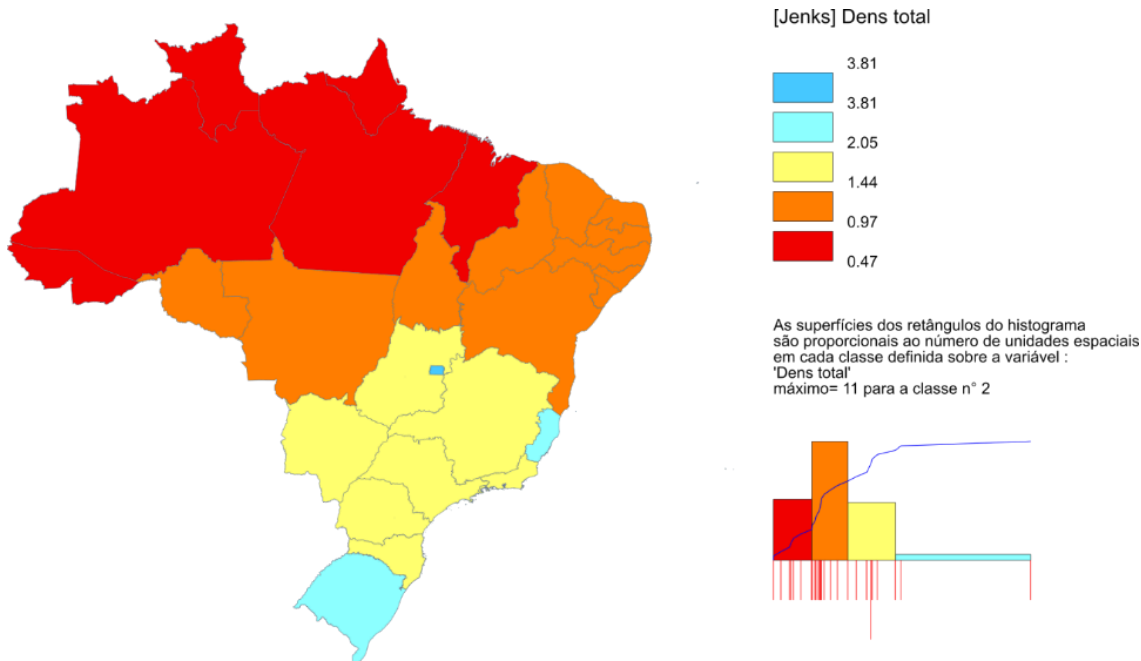 [Jenks] Dens total
3.81
3.81
2.05
1.44
0.97
0.47
As superfícies dos retângulos do histograma
são proporcionais ao número de unidades espaciais
em cada classe definida sobre a variável :
'Dens total'
máximo= 11 para a classe n° 2